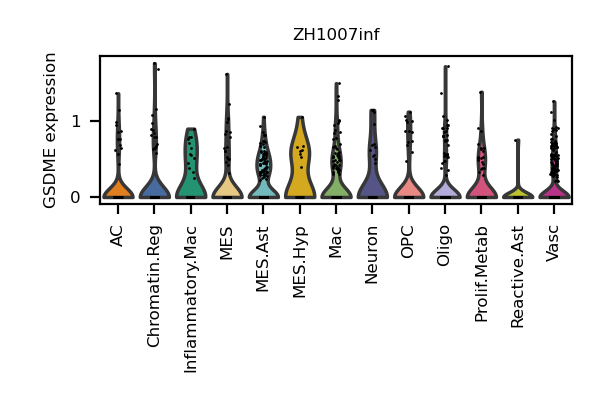 ZH1007inf
GSDME expression
1
0
AC
Chromatin.Reg
Inflammatory.Mac
MES
MES.Ast
MES.Hyp
Mac
Neuron
OPC
Oligo
Prolif.Metab
Reactive.Ast
Vasc